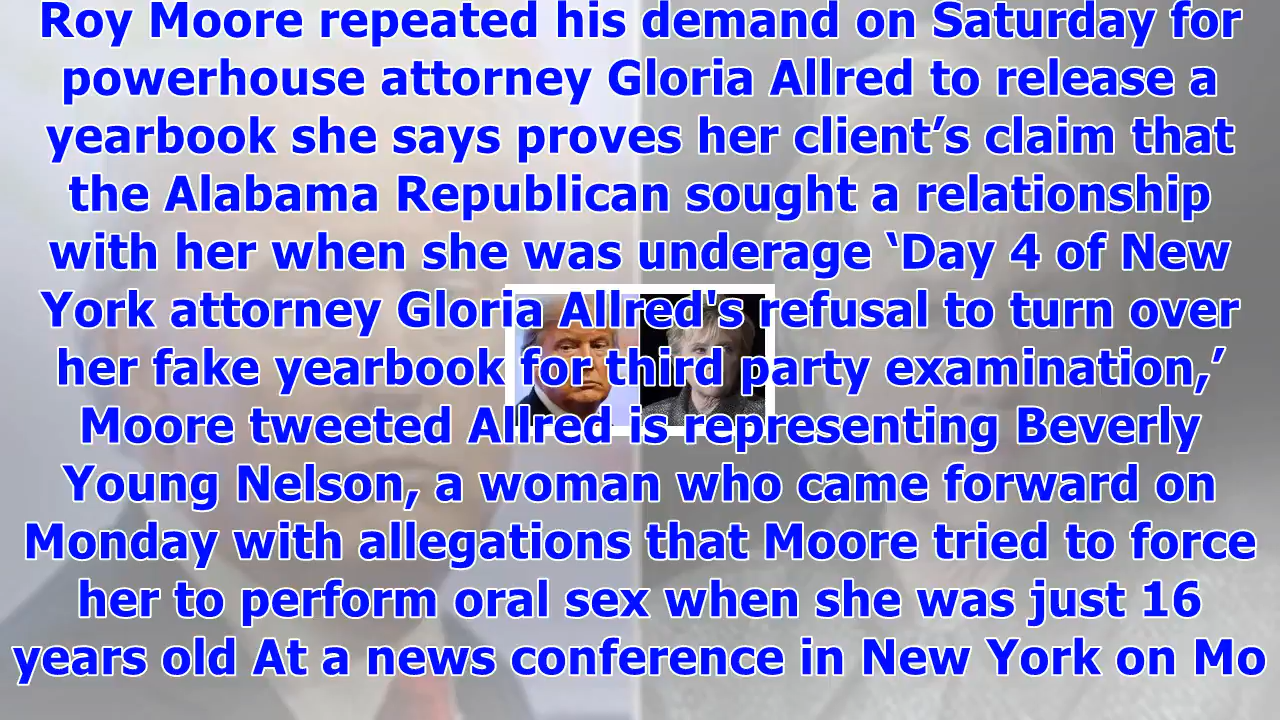 Roy Moore repeated his demand on Saturday for
powerhouse attorney Gloria Allred to release a
yearbook she says proves her client’s claim that
the Alabama Republican sought a relationship
with her when she was underage ‘Day 4 of New
York attorney Gloria Allred's refusal to turn over
her fake yearbook for third party examination,’
Moore tweeted Allred is representing Beverly
Young Nelson, a woman who came forward on
Monday with allegations that Moore tried to force
her to perform oral sex when she was just 16
years old At a news conference in New York on Mo